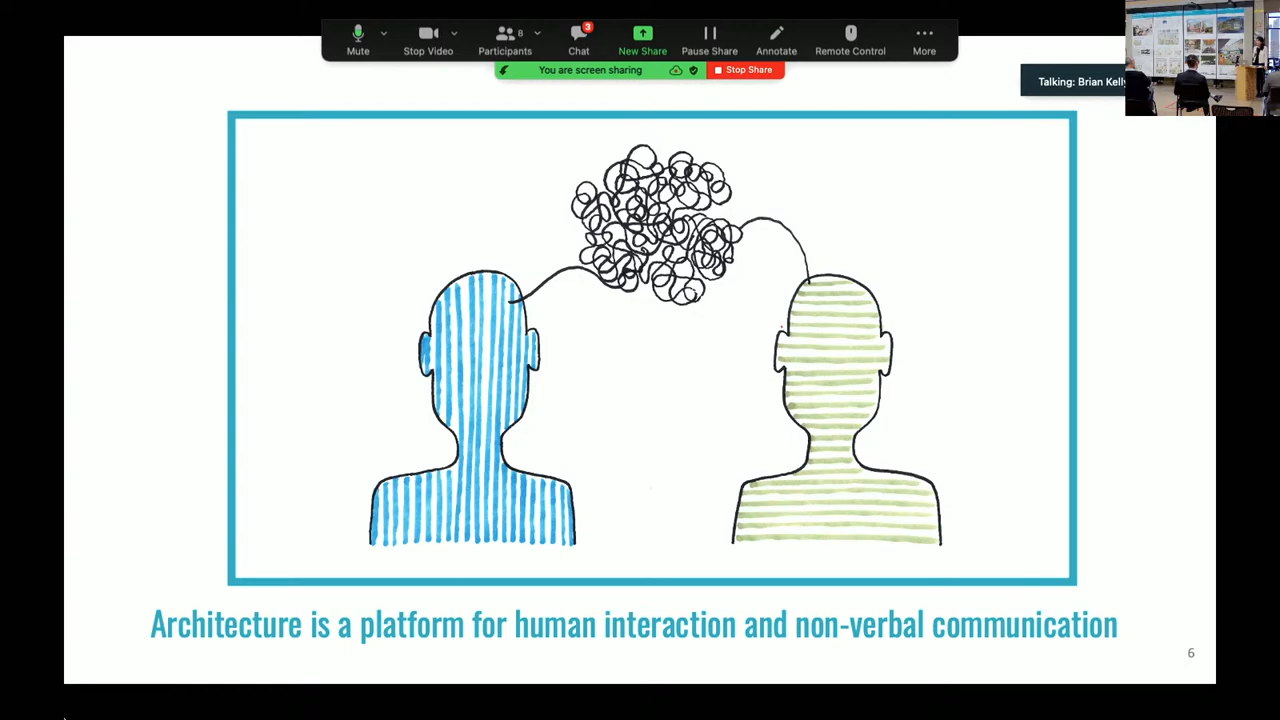 Mute
Stop Video
Participants 8
Chat 3
New Share
Pause Share
Annotate
Remote Control
More
You are screen sharing
Stop Share
Talking: Brian Kelly
Architecture is a platform for human interaction and non-verbal communication
6